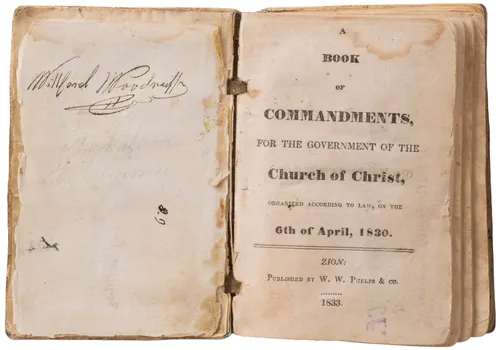 Wilford Woodruff
A
BOOK
OF
COMMANDMENTS,
FOR THE GOVERNMENT OF THE
Church of Christ,
ORGANIZED ACCORDING TO LAW, ON THE
6th of April, 1830.
ZION:
PUBLISHED BY W. W. PHELPS & CO.
1833.